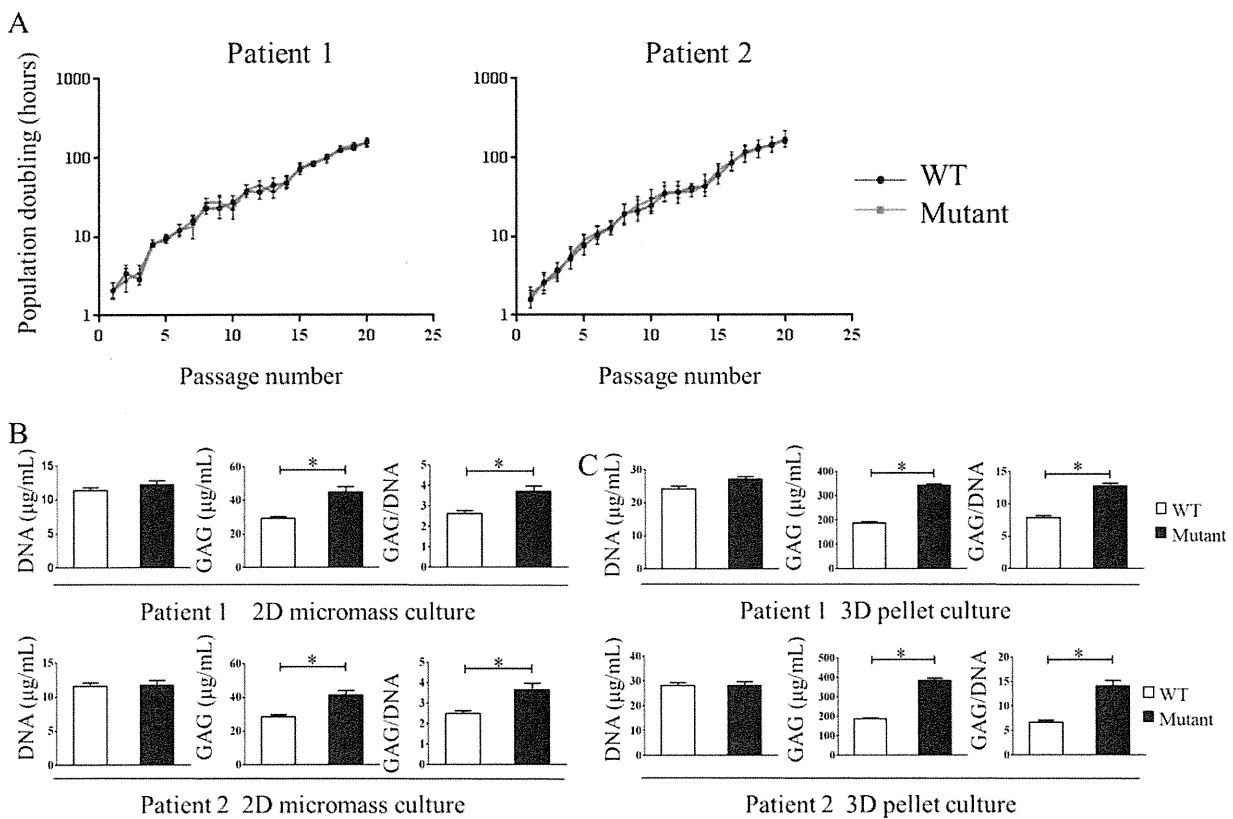 A
Patient 1
Patient 2
Population doubling (hours)
1000
100
10
1
0 5 10 15 20 25
Passage number
1000
100
10
1
0 5 10 15 20 25
Passage number
WT
Mutant
B
DNA (μg/mL)
15
10
5
0
GAG (μg/mL)
60
40
20
0
*
GAG/DNA
5
4
3
2
1
0
*
Patient 1 2D micromass culture
C
DNA (μg/mL)
30
20
10
0
GAG (μg/mL)
400
300
200
100
0
*
GAG/DNA
15
10
5
0
*
WT
Mutant
Patient 1 3D pellet culture
DNA (μg/mL)
15
10
5
0
GAG (μg/mL)
60
40
20
0
*
GAG/DNA
5
4
3
2
1
0
*
Patient 2 2D micromass culture
DNA (μg/mL)
40
30
20
10
0
GAG (μg/mL)
500
400
300
200
100
0
*
GAG/DNA
20
15
10
5
0
*
WT
Mutant
Patient 2 3D pellet culture